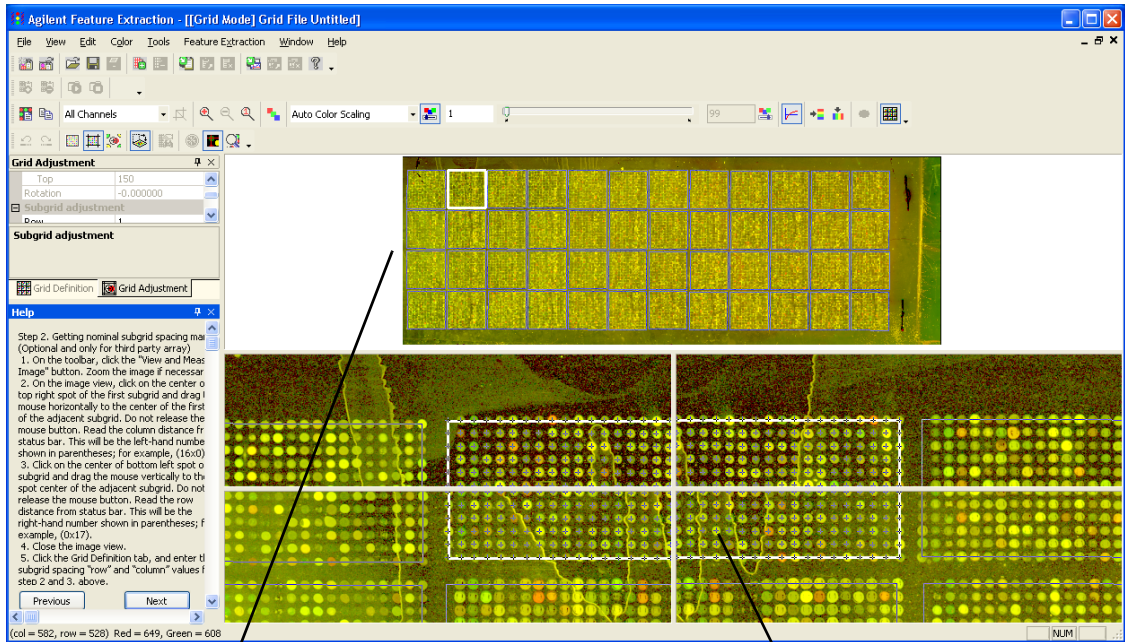 Agilent Feature Extraction - [[Grid Mode] Grid File Untitled]
File View Edit Color Tools Feature Extraction Window Help
All Channels Auto Color Scaling 1 99
Grid Adjustment
Top 150
Rotation -0.000000
Subgrid adjustment
Row 1
Subgrid adjustment
Grid Definition Grid Adjustment
Help
Step 2. Getting nominal subgrid spacing
(Optional and only for third party array)
1. On the toolbar, click the "View and Meas
Image" button. Zoom the image if necessar
2. On the image view, click on the center o
top right spot of the first subgrid and drag
mouse horizontally to the center of the first
of the adjacent subgrid. Do not release the
mouse button. Read the column distance fr
status bar. This will be the left-hand numbe
shown in parentheses; for example, (16x0)
3. Click on the center of bottom left spot o
subgrid and drag the mouse vertically to the
spot center of the adjacent subgrid. Do not
release the mouse button. Read the row
distance from status bar. This will be the
right-hand number shown in parentheses; f
example, (0x17).
4. Close the image view.
5. Click the Grid Definition tab, and enter th
subgrid spacing "row" and "column" values f
step 2 and 3. above.
Previous Next
(col = 582, row = 528) Red = 649, Green = 608
NUM